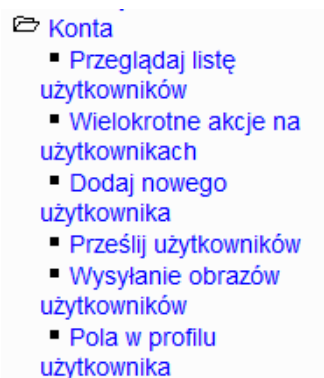 Konta
Przeglądaj listę
użytkowników
Wielokrotne akcje na
użytkownikach
Dodaj nowego
użytkownika
Prześlij użytkowników
Wysyłanie obrazów
użytkowników
Pola w profilu
użytkownika